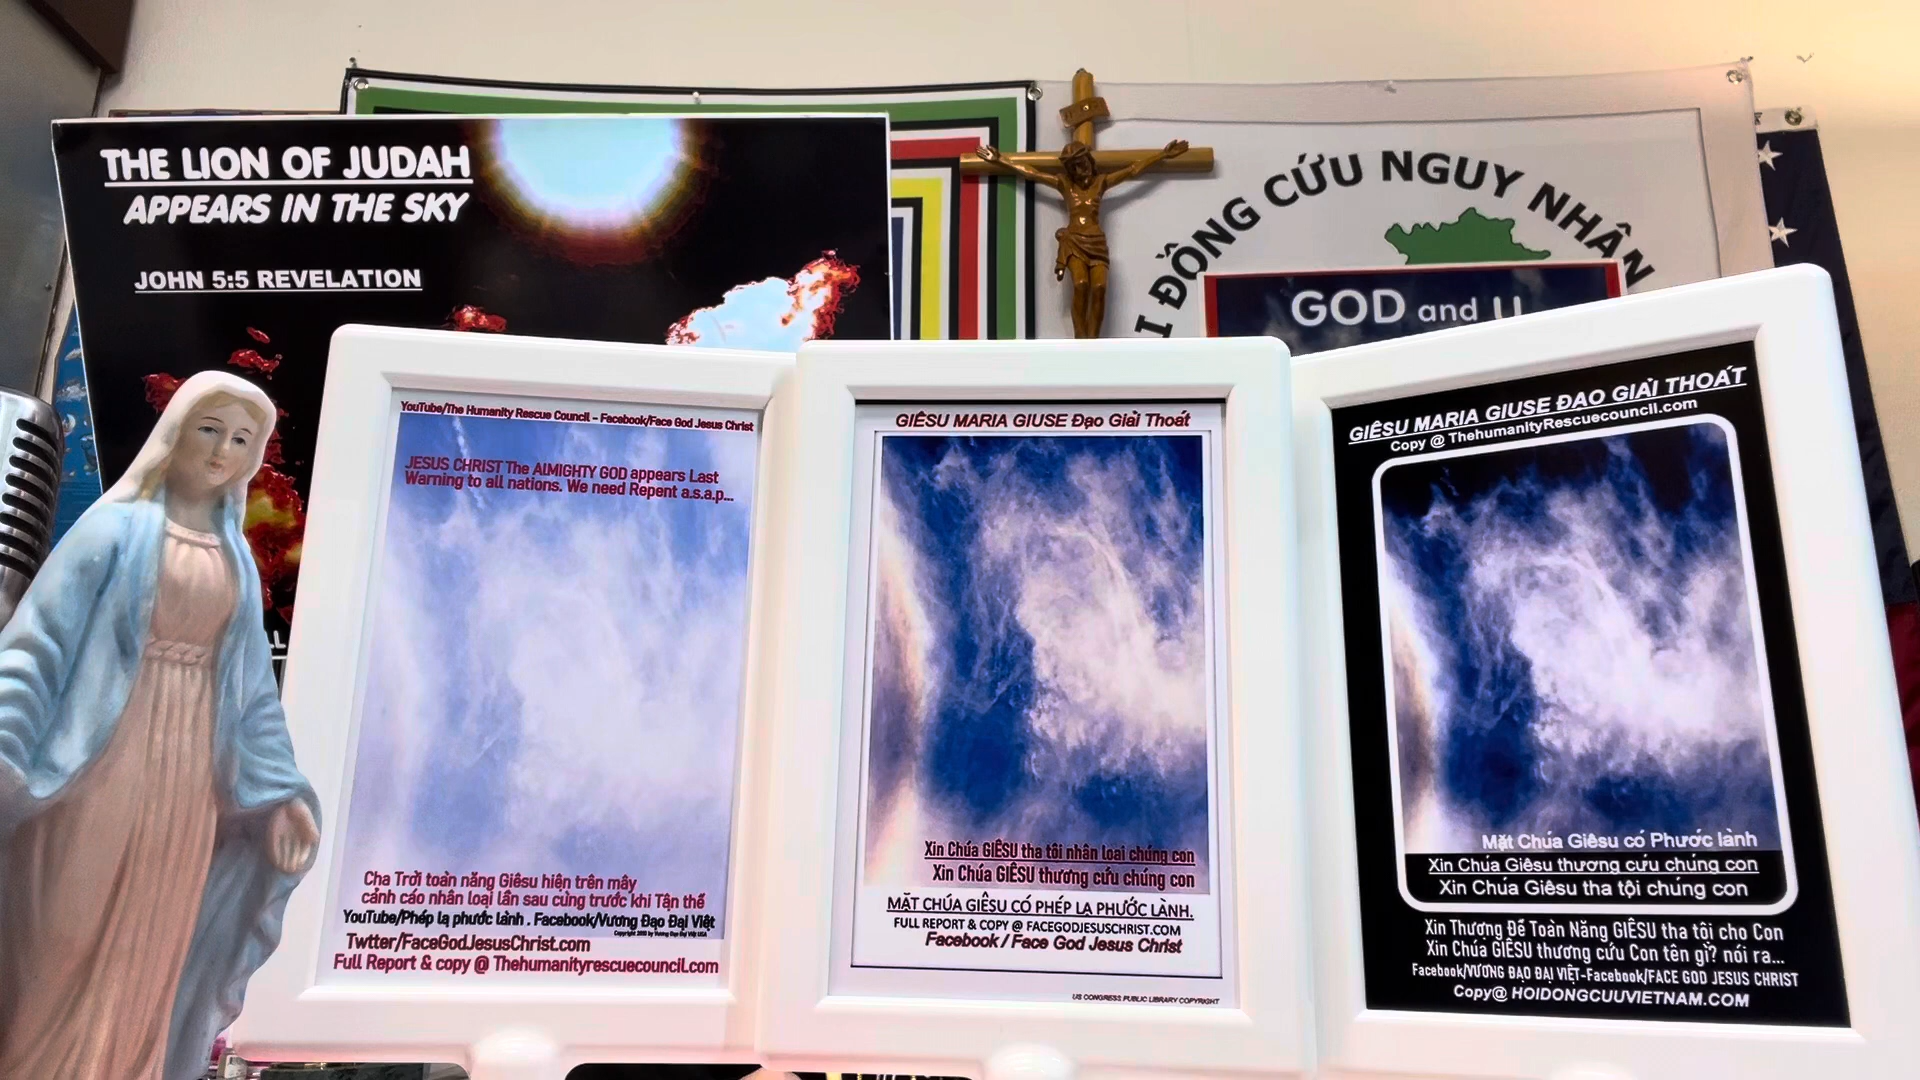 THE LION OF JUDAH
APPEARS IN THE SKY
JOHN 5:5 REVELATION
I ĐỒNG CỨU NGUY NHÂN
GOD and U
YouTube/The Humanity Rescue Council - Facebook/Face God Jesus Christ
JESUS CHRIST The AlMIGHTY GOD appears Last
Warning to all nations. We need Repent a.s.a.p...
Cha Trời toàn năng Giêsu hiện trên mây
cảnh cáo nhân loại lần sau cùng trước khi Tận thế
YouTube/Phép lạ phước lành . Facebook/Vương Đạo Đại Việt
Twtter/FaceGodJesusChrist.com
Full Report & copy @ Thehumanityrescuecouncil.com
GIÊSU MARIA GIUSE Đạo Giải Thoát
Xin Chúa GIÊSU tha tội nhân loai chúng con
Xin Chúa GIÊSU thương cứu chúng con
MẶT CHÚA GIÊSU CÓ PHÉP LẠ PHƯỚC LÀNH.
FULL REPORT & COPY @ FACEGODJESUSCHRIST.COM
Facebook / Face God Jesus Christ
US CONGRESS PUBLIC LIBRARY COPYRIGHT
GIÊSU MARIA GIUSE ĐẠO GIẢI THOÁT
Copy @ ThehumanityRescuecouncil.com
Mặt Chúa Giêsu có Phước lành
Xin Chúa Giêsu thương cứu chúng con
Xin Chúa Giêsu tha tội chúng con
Xin Thương Đế Toàn Năng GIÊSU tha tội cho Con
Xin Chúa GIÊSU thương cứu Con tên gì? nói ra...
Facebook/VƯƠNG ĐẠO ĐẠI VIỆT-Facebook/FACE GOD JESUS CHRIST
Copy@ HOIDONGCUUVIETNAM.COM